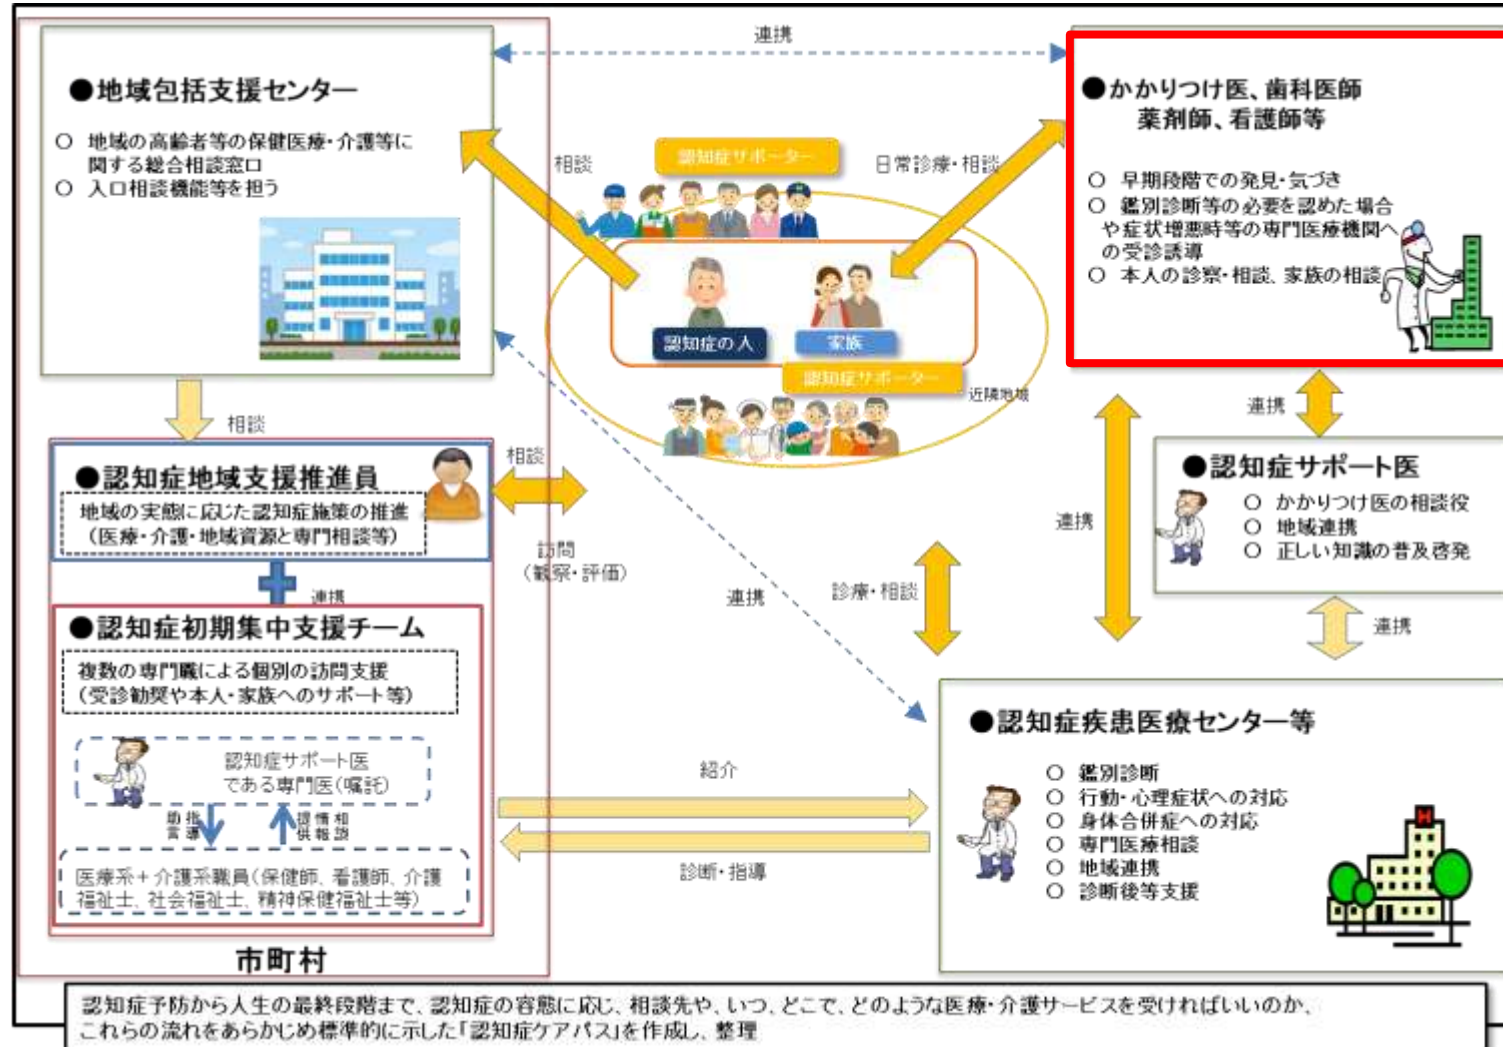 連携
●地域包括支援センター
○ 地域の高齢者等の保健医療・介護等に
関する総合相談窓口
○ 入口相談機能等を担う
相談
認知症サポーター
日常診療・相談
●かかりつけ医、歯科医師
薬剤師、看護師等
○ 早期段階での発見・気づき
○ 鑑別診断等の必要を認めた場合
や症状増悪時等の専門医療機関へ
の受診誘導
○ 本人の診察・相談、家族の相談
認知症の人
家族
認知症サポーター
近隣地域
相談
●認知症地域支援推進員
地域の実態に応じた認知症施策の推進
（医療・介護・地域資源と専門相談等）
相談
訪問
（観察・評価）
連携
連携
診療・相談
連携
連携
●認知症サポート医
○ かかりつけ医の相談役
○ 地域連携
○ 正しい知識の普及啓発
連携
●認知症初期集中支援チーム
複数の専門職による個別の訪問支援
（受診勧奨や本人・家族へのサポート等）
認知症サポート医
である専門医（嘱託）
指導
助言
相談
情報
提供
医療系＋介護系職員（保健師、看護師、介護
福祉士、社会福祉士、精神保健福祉士等）
市町村
紹介
診断・指導
●認知症疾患医療センター等
○ 鑑別診断
○ 行動・心理症状への対応
○ 身体合併症への対応
○ 専門医療相談
○ 地域連携
○ 診断後等支援
H
認知症予防から人生の最終段階まで、認知症の容態に応じ、相談先や、いつ、どこで、どのような医療・介護サービスを受ければいいのか、
これらの流れをあらかじめ標準的に示した「認知症ケアパス」を作成し、整理